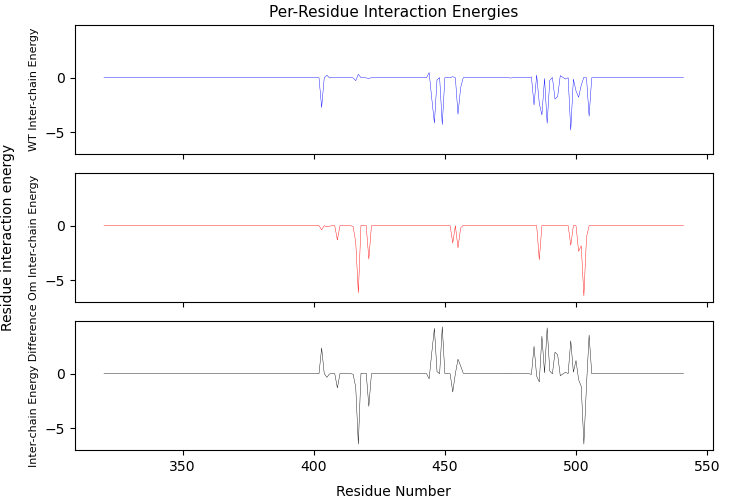 Per-Residue Interaction Energies
Residue interaction energy
WT Inter-chain Energy
0
−5
Om Inter-chain Energy
0
−5
Inter-chain Energy Difference
0
−5
350
400
450
500
550
Residue Number